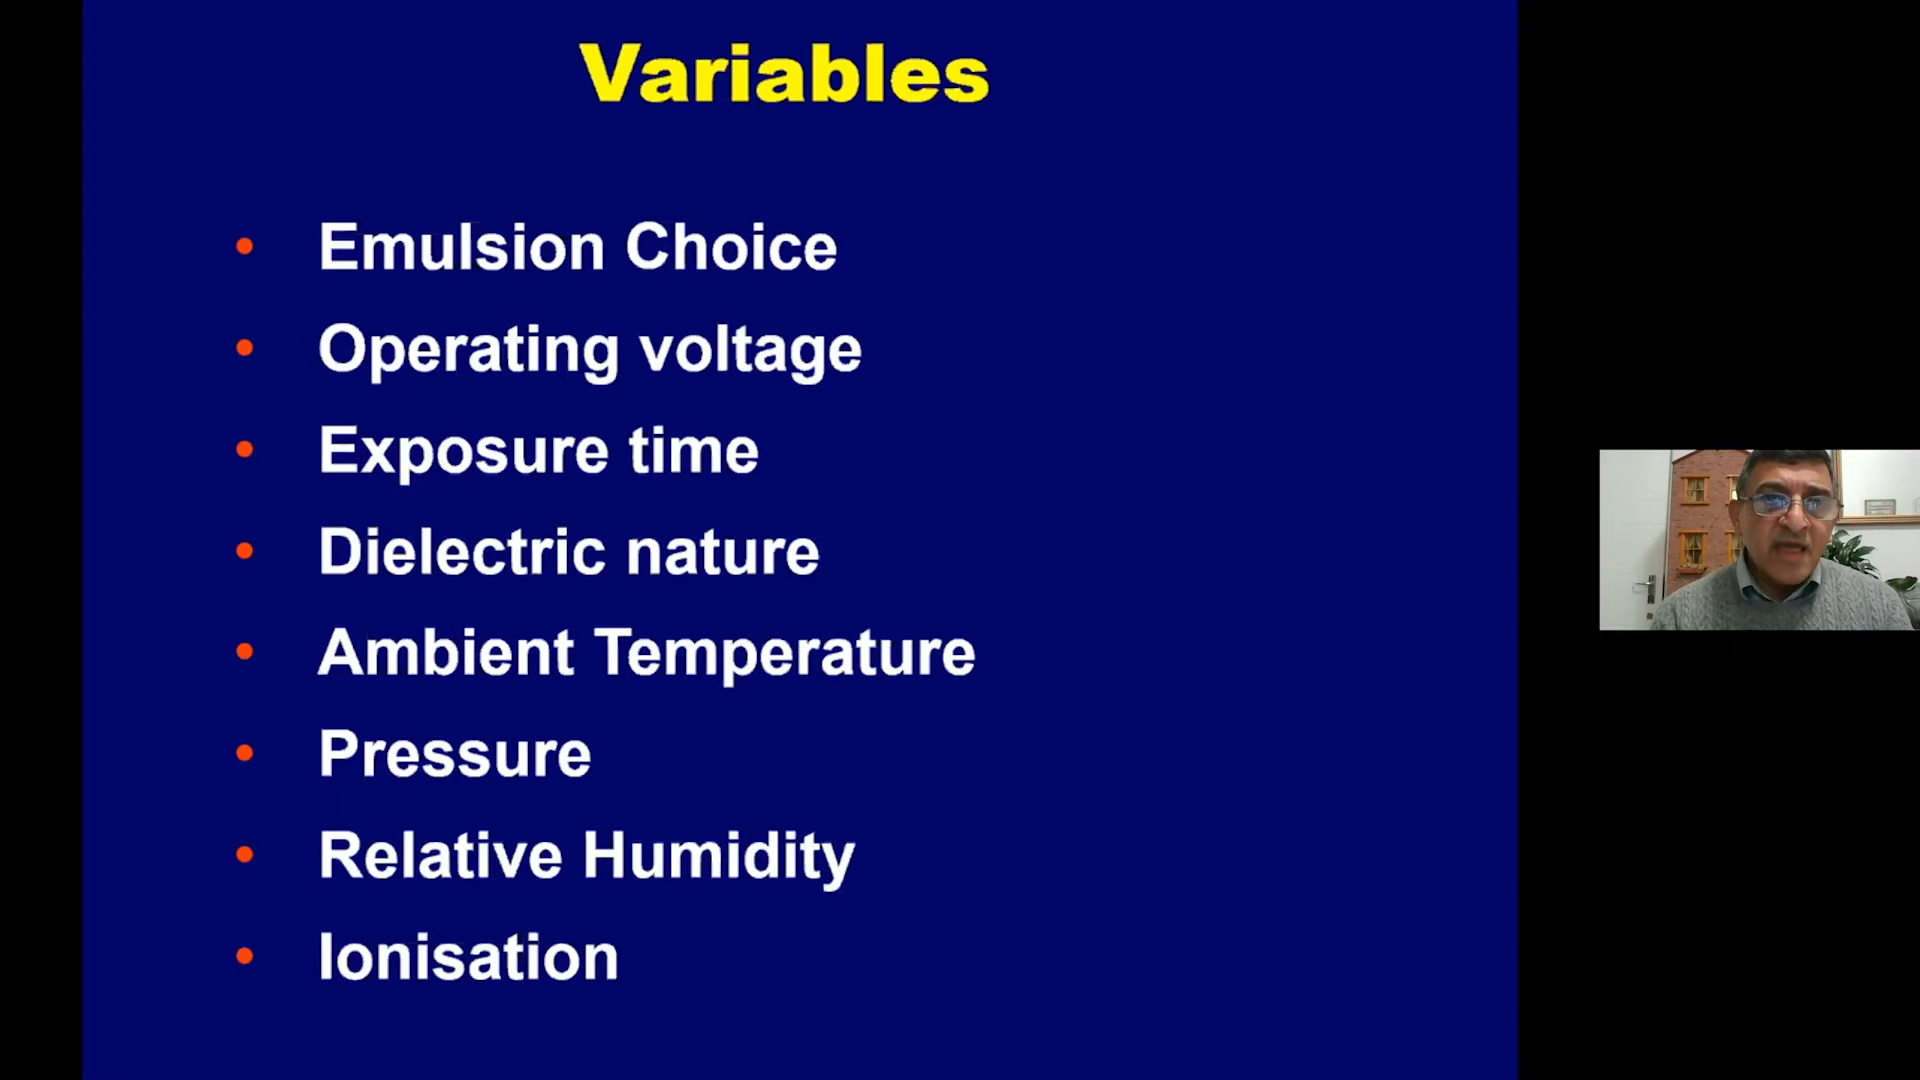 Variables
• Emulsion Choice
• Operating voltage
• Exposure time
• Dielectric nature
• Ambient Temperature
• Pressure
• Relative Humidity
• Ionisation